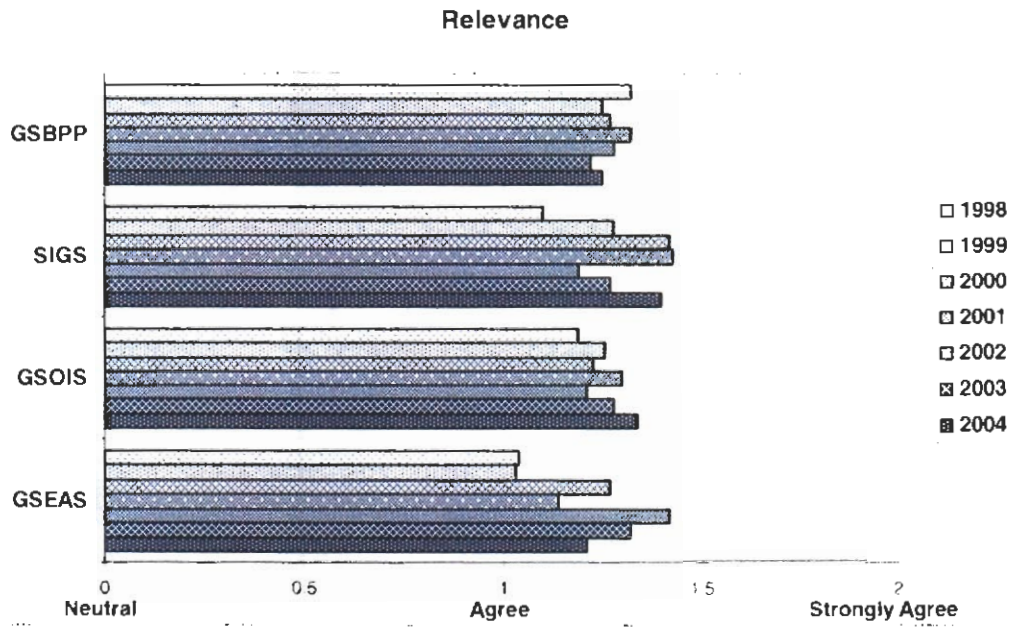 Relevance
GSBPP
SIGS
GSOIS
GSEAS
1998
1999
2000
2001
2002
2003
2004
0 0.5 1 1.5 2
Neutral Agree Strongly Agree